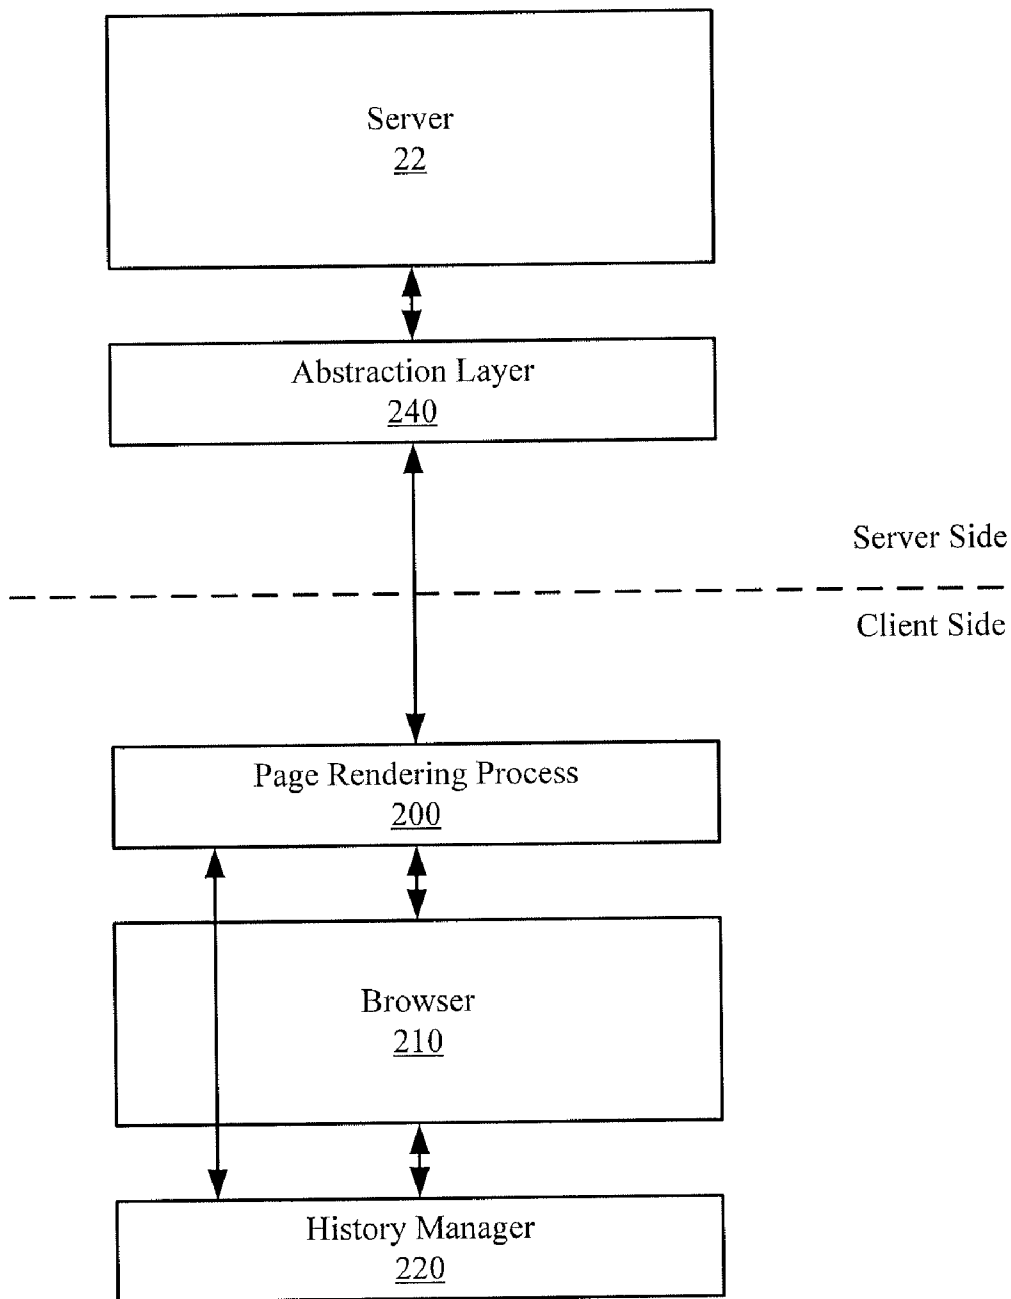 Server
22
Abstraction Layer
240
Server Side
Client Side
Page Rendering Process
200
Browser
210
History Manager
220